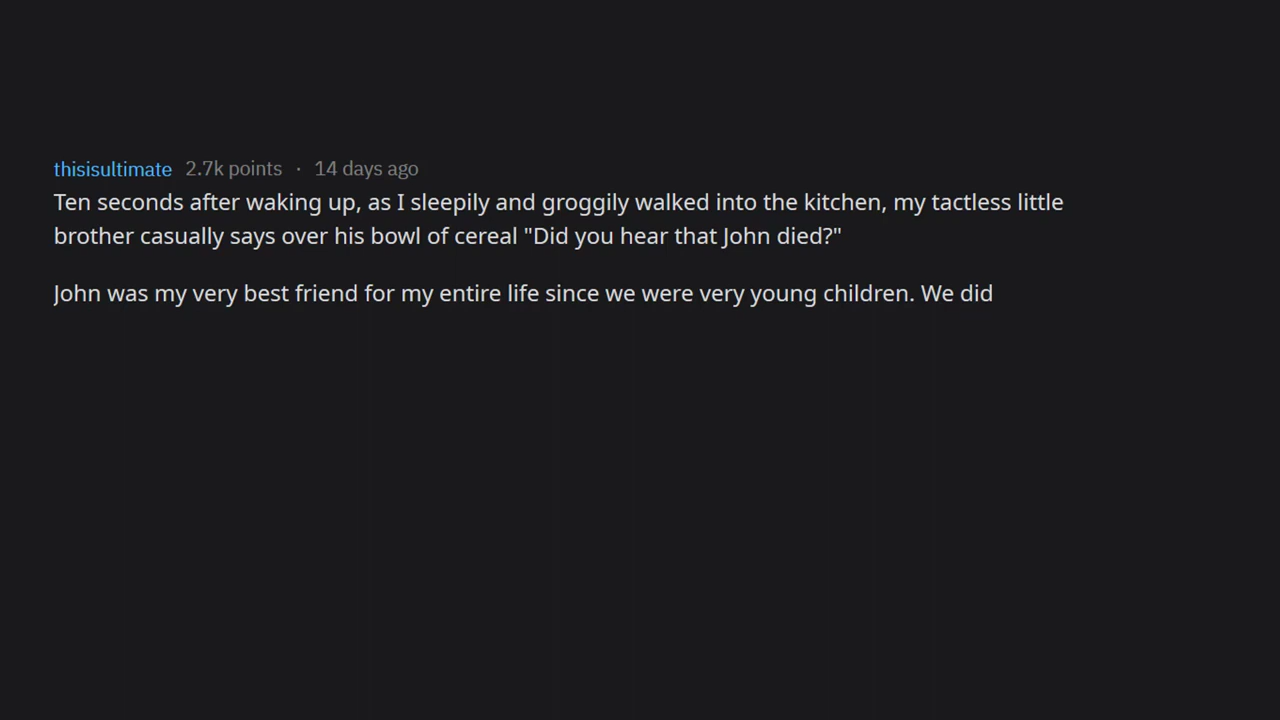 thisisultimate 2.7k points · 14 days ago
Ten seconds after waking up, as I sleepily and groggily walked into the kitchen, my tactless little
brother casually says over his bowl of cereal "Did you hear that John died?"
John was my very best friend for my entire life since we were very young children. We did